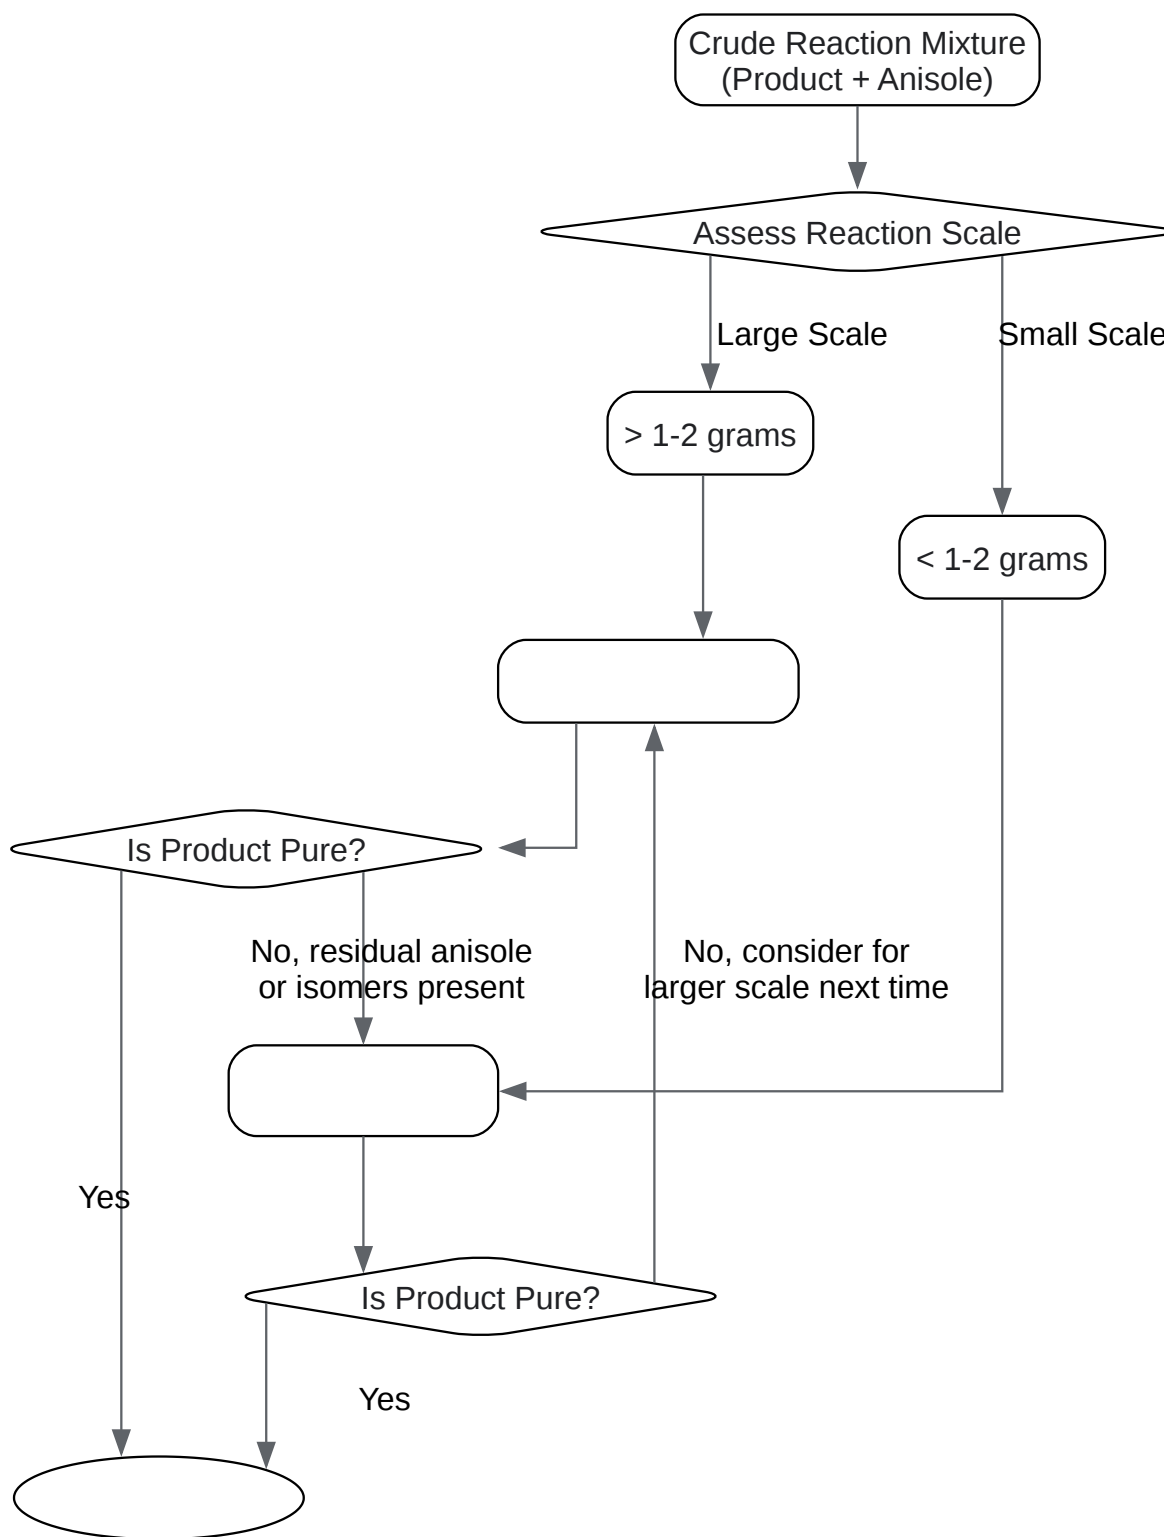 Crude Reaction Mixture
(Product + Anisole)
Assess Reaction Scale
Large Scale
Small Scale
> 1-2 grams
< 1-2 grams
Is Product Pure?
No, residual anisole
or isomers present
No, consider for
larger scale next time
Yes
Is Product Pure?
Yes